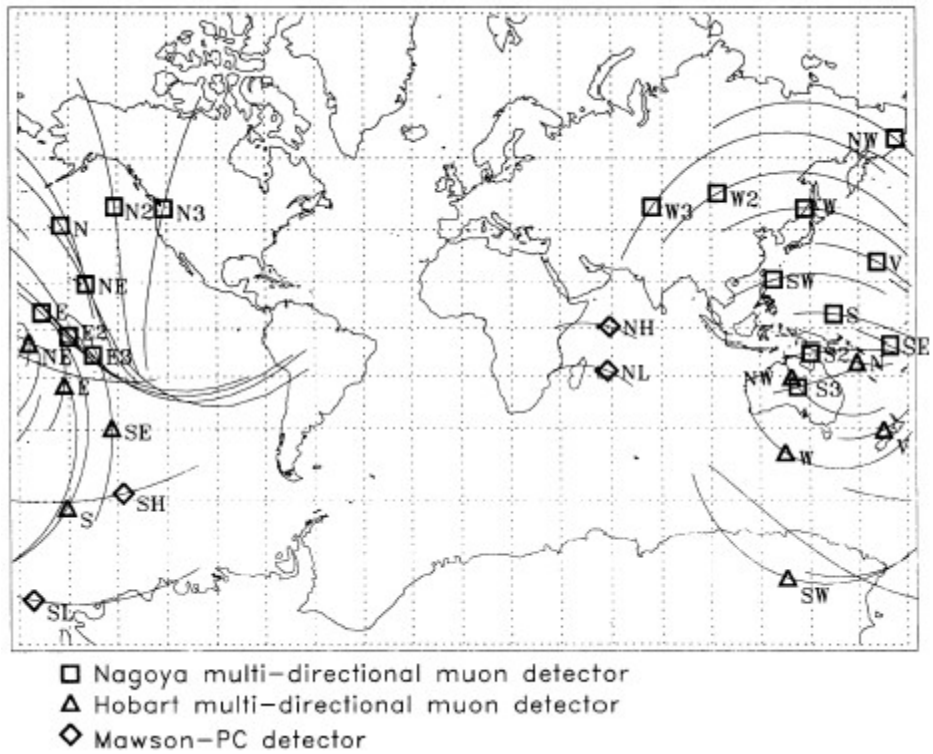 NW
N2
N3
W3
W2
W
N
V
NE
SW
E
S
E2
NH
SE
NE
E3
S2
N
NL
NW
S3
E
SE
V
W
SH
S
SW
SL
Nagoya multi-directional muon detector
Hobart multi-directional muon detector
Mawson-PC detector